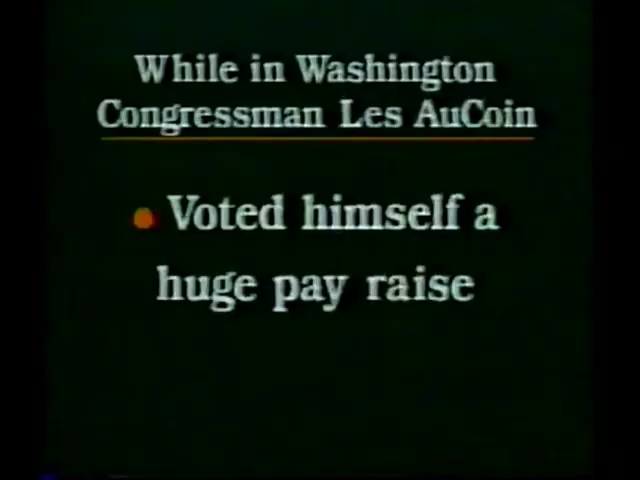 While in Washington
Congressman Les AuCoin
Voted himself a
huge pay raise